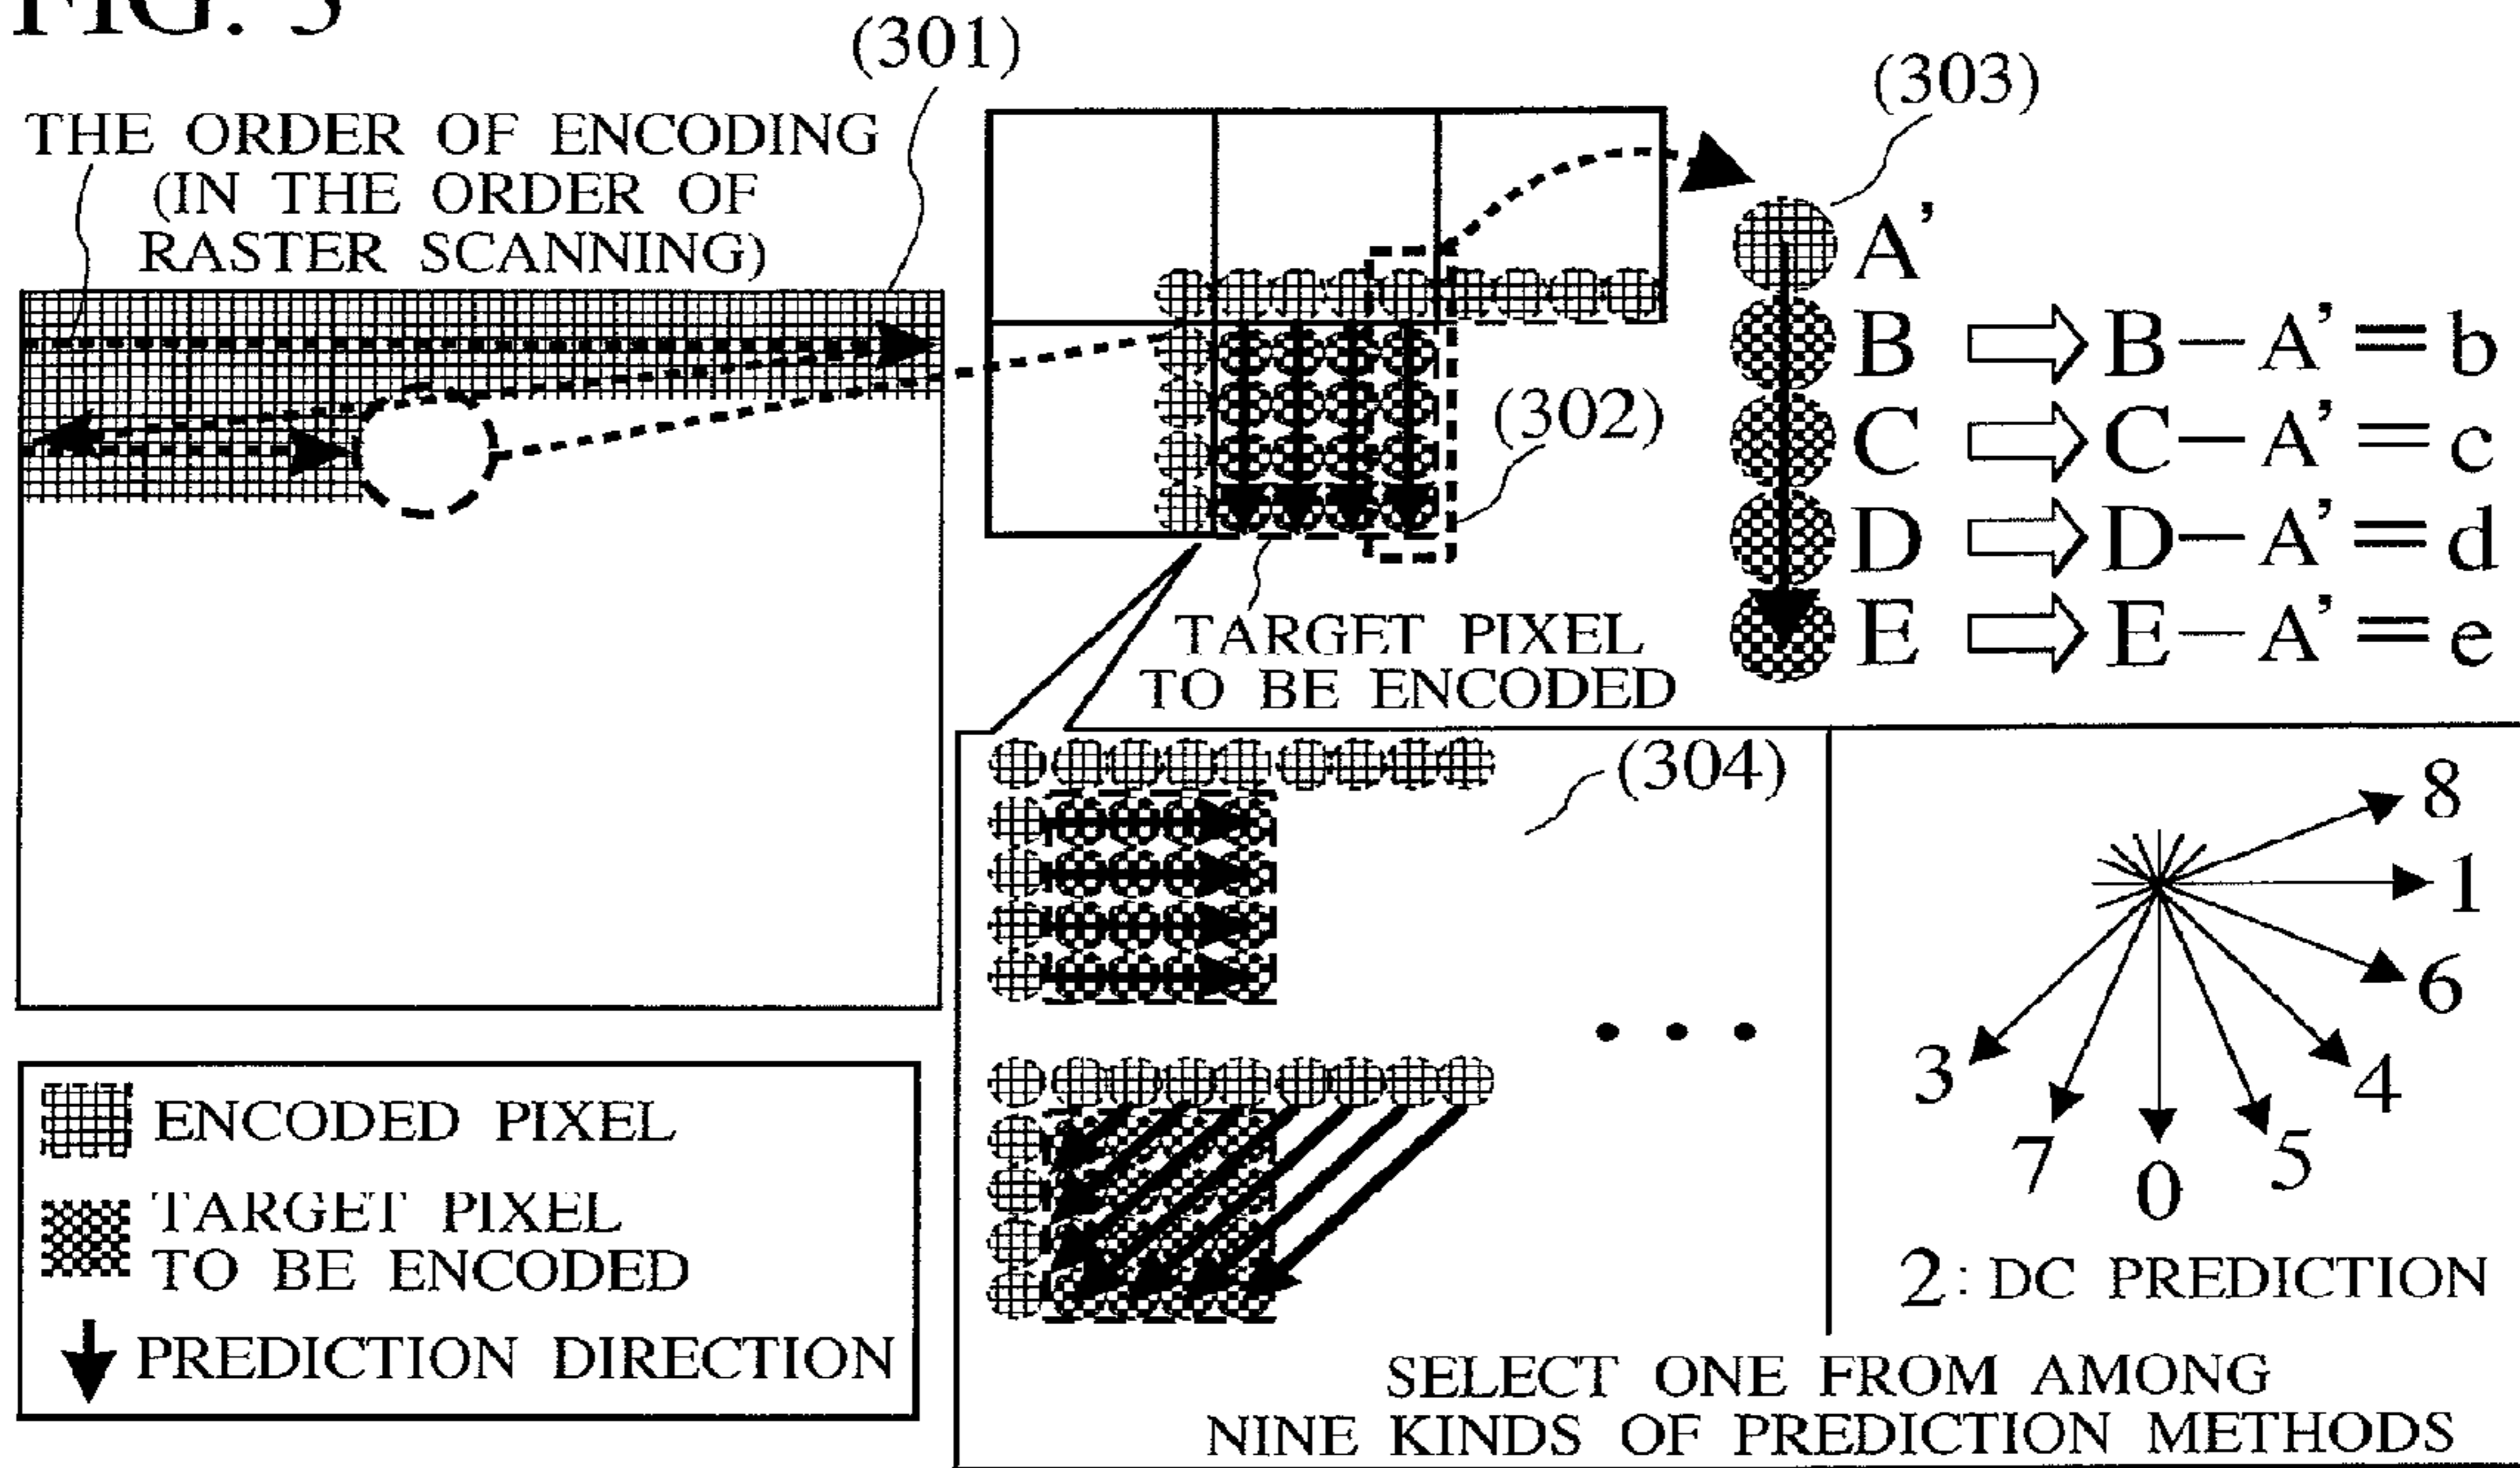 (301)
(303)
THE ORDER OF ENCODING
(IN THE ORDER OF
RASTER SCANNING)
A'
B B—A'=b
C C—A'=c
D D—A'=d
E E—A'=e
(302)
TARGET PIXEL
TO BE ENCODED
(304)
8
1
6
4
5
0
7
3
2: DC PREDICTION
SELECT ONE FROM AMONG
NINE KINDS OF PREDICTION METHODS
ENCODED PIXEL
TARGET PIXEL
TO BE ENCODED
PREDICTION DIRECTION